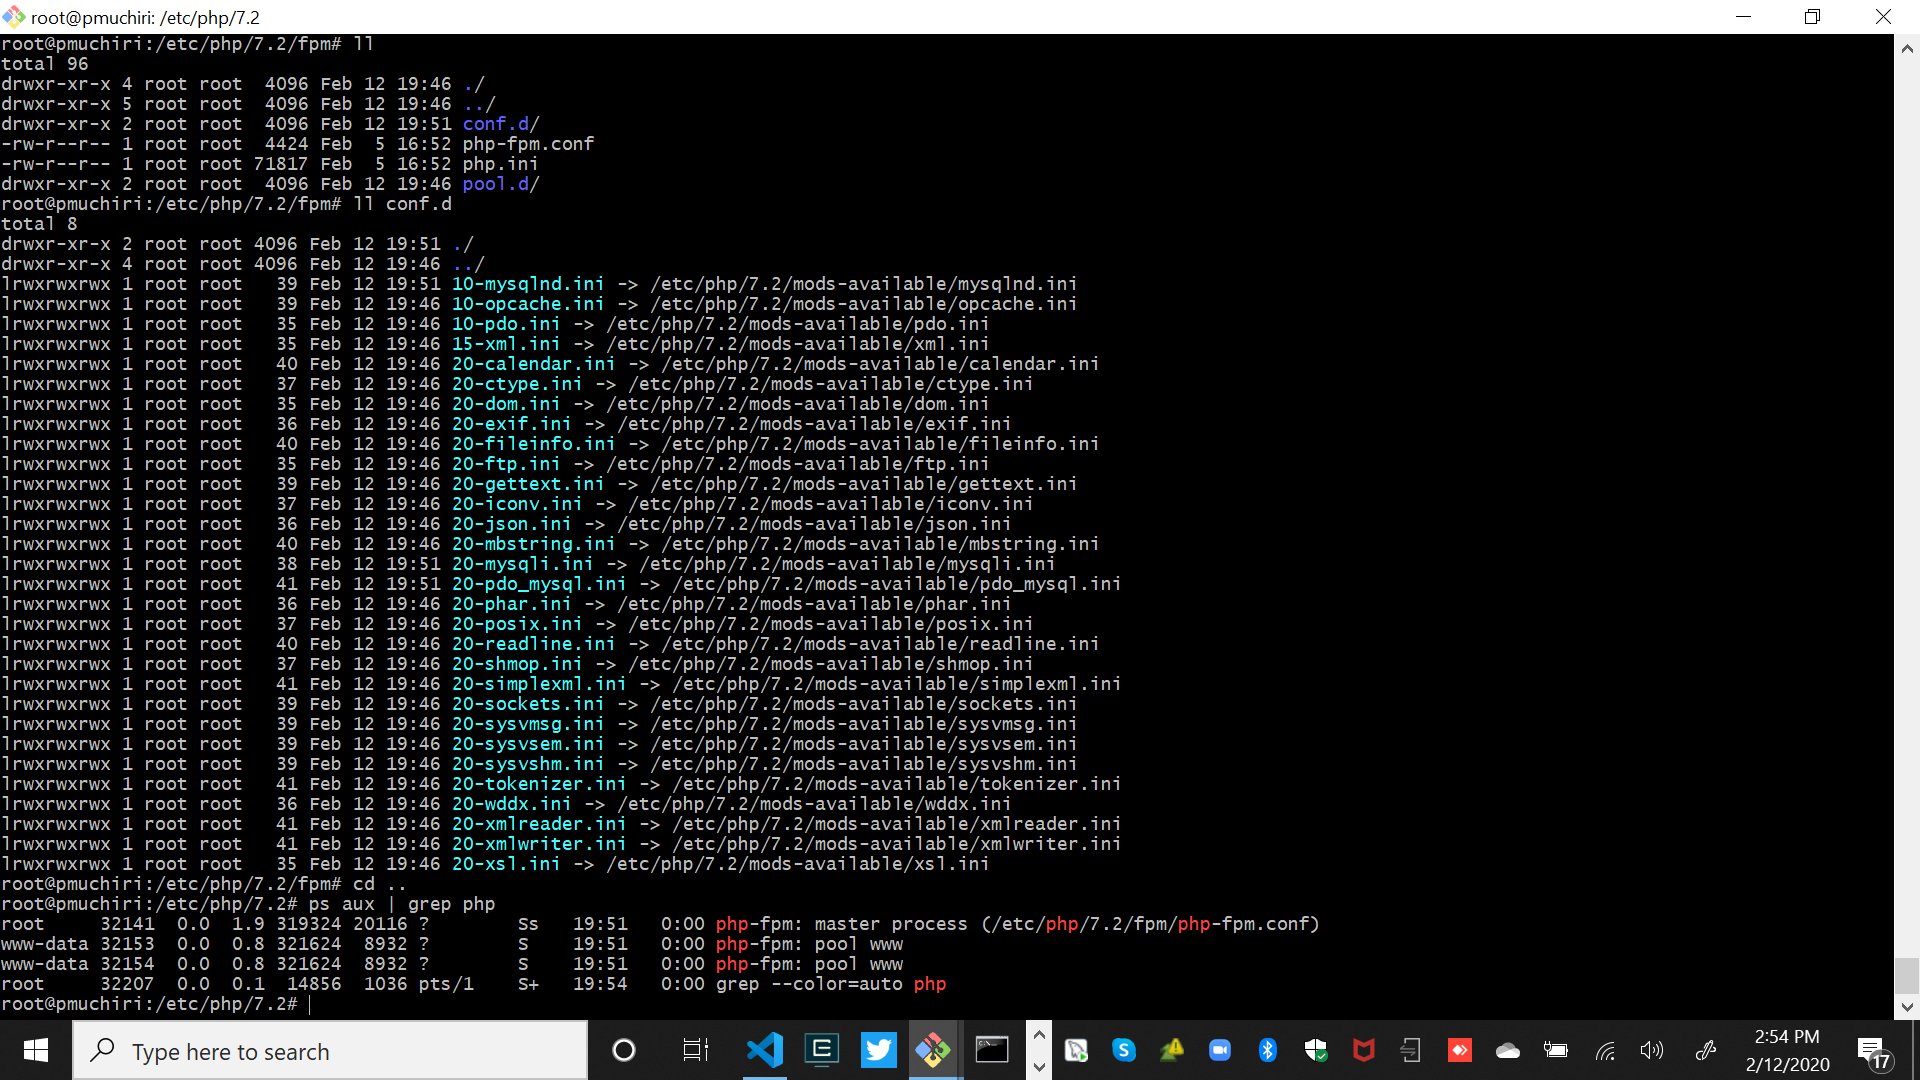 root@pmuchiri: /etc/php/7.2
root@pmuchiri:/etc/php/7.2/fpm# ll
total 96
drwxr-xr-x 4 root root  4096 Feb 12 19:46 ./
drwxr-xr-x 5 root root  4096 Feb 12 19:46 ../
drwxr-xr-x 2 root root  4096 Feb 12 19:51 conf.d/
-rw-r--r-- 1 root root  4424 Feb  5 16:52 php-fpm.conf
-rw-r--r-- 1 root root 71817 Feb  5 16:52 php.ini
drwxr-xr-x 2 root root  4096 Feb 12 19:46 pool.d/
root@pmuchiri:/etc/php/7.2/fpm# ll conf.d
total 8
drwxr-xr-x 2 root root 4096 Feb 12 19:51 ./
drwxr-xr-x 4 root root 4096 Feb 12 19:46 ../
lrwxrwxrwx 1 root root   39 Feb 12 19:51 10-mysqlnd.ini -> /etc/php/7.2/mods-available/mysqlnd.ini
lrwxrwxrwx 1 root root   39 Feb 12 19:46 10-opcache.ini -> /etc/php/7.2/mods-available/opcache.ini
lrwxrwxrwx 1 root root   35 Feb 12 19:46 10-pdo.ini -> /etc/php/7.2/mods-available/pdo.ini
lrwxrwxrwx 1 root root   35 Feb 12 19:46 15-xml.ini -> /etc/php/7.2/mods-available/xml.ini
lrwxrwxrwx 1 root root   40 Feb 12 19:46 20-calendar.ini -> /etc/php/7.2/mods-available/calendar.ini
lrwxrwxrwx 1 root root   37 Feb 12 19:46 20-ctype.ini -> /etc/php/7.2/mods-available/ctype.ini
lrwxrwxrwx 1 root root   35 Feb 12 19:46 20-dom.ini -> /etc/php/7.2/mods-available/dom.ini
lrwxrwxrwx 1 root root   36 Feb 12 19:46 20-exif.ini -> /etc/php/7.2/mods-available/exif.ini
lrwxrwxrwx 1 root root   40 Feb 12 19:46 20-fileinfo.ini -> /etc/php/7.2/mods-available/fileinfo.ini
lrwxrwxrwx 1 root root   35 Feb 12 19:46 20-ftp.ini -> /etc/php/7.2/mods-available/ftp.ini
lrwxrwxrwx 1 root root   39 Feb 12 19:46 20-gettext.ini -> /etc/php/7.2/mods-available/gettext.ini
lrwxrwxrwx 1 root root   37 Feb 12 19:46 20-iconv.ini -> /etc/php/7.2/mods-available/iconv.ini
lrwxrwxrwx 1 root root   36 Feb 12 19:46 20-json.ini -> /etc/php/7.2/mods-available/json.ini
lrwxrwxrwx 1 root root   40 Feb 12 19:46 20-mbstring.ini -> /etc/php/7.2/mods-available/mbstring.ini
lrwxrwxrwx 1 root root   38 Feb 12 19:51 20-mysqli.ini -> /etc/php/7.2/mods-available/mysqli.ini
lrwxrwxrwx 1 root root   41 Feb 12 19:51 20-pdo_mysql.ini -> /etc/php/7.2/mods-available/pdo_mysql.ini
lrwxrwxrwx 1 root root   36 Feb 12 19:46 20-phar.ini -> /etc/php/7.2/mods-available/phar.ini
lrwxrwxrwx 1 root root   37 Feb 12 19:46 20-posix.ini -> /etc/php/7.2/mods-available/posix.ini
lrwxrwxrwx 1 root root   40 Feb 12 19:46 20-readline.ini -> /etc/php/7.2/mods-available/readline.ini
lrwxrwxrwx 1 root root   37 Feb 12 19:46 20-shmop.ini -> /etc/php/7.2/mods-available/shmop.ini
lrwxrwxrwx 1 root root   41 Feb 12 19:46 20-simplexml.ini -> /etc/php/7.2/mods-available/simplexml.ini
lrwxrwxrwx 1 root root   39 Feb 12 19:46 20-sockets.ini -> /etc/php/7.2/mods-available/sockets.ini
lrwxrwxrwx 1 root root   39 Feb 12 19:46 20-sysvmsg.ini -> /etc/php/7.2/mods-available/sysvmsg.ini
lrwxrwxrwx 1 root root   39 Feb 12 19:46 20-sysvsem.ini -> /etc/php/7.2/mods-available/sysvsem.ini
lrwxrwxrwx 1 root root   39 Feb 12 19:46 20-sysvshm.ini -> /etc/php/7.2/mods-available/sysvshm.ini
lrwxrwxrwx 1 root root   41 Feb 12 19:46 20-tokenizer.ini -> /etc/php/7.2/mods-available/tokenizer.ini
lrwxrwxrwx 1 root root   36 Feb 12 19:46 20-wddx.ini -> /etc/php/7.2/mods-available/wddx.ini
lrwxrwxrwx 1 root root   41 Feb 12 19:46 20-xmlreader.ini -> /etc/php/7.2/mods-available/xmlreader.ini
lrwxrwxrwx 1 root root   41 Feb 12 19:46 20-xmlwriter.ini -> /etc/php/7.2/mods-available/xmlwriter.ini
lrwxrwxrwx 1 root root   35 Feb 12 19:46 20-xsl.ini -> /etc/php/7.2/mods-available/xsl.ini
root@pmuchiri:/etc/php/7.2/fpm# cd ..
root@pmuchiri:/etc/php/7.2# ps aux | grep php
root     32141  0.0  1.9 319324 20116 ?        Ss   19:51   0:00 php-fpm: master process (/etc/php/7.2/fpm/php-fpm.conf)
www-data 32153  0.0  0.8 321624  8932 ?        S    19:51   0:00 php-fpm: pool www
www-data 32154  0.0  0.8 321624  8932 ?        S    19:51   0:00 php-fpm: pool www
root     32207  0.0  0.1  14856  1036 pts/1    S+   19:54   0:00 grep --color=auto php
root@pmuchiri:/etc/php/7.2#
Type here to search
2:54 PM
2/12/2020
17